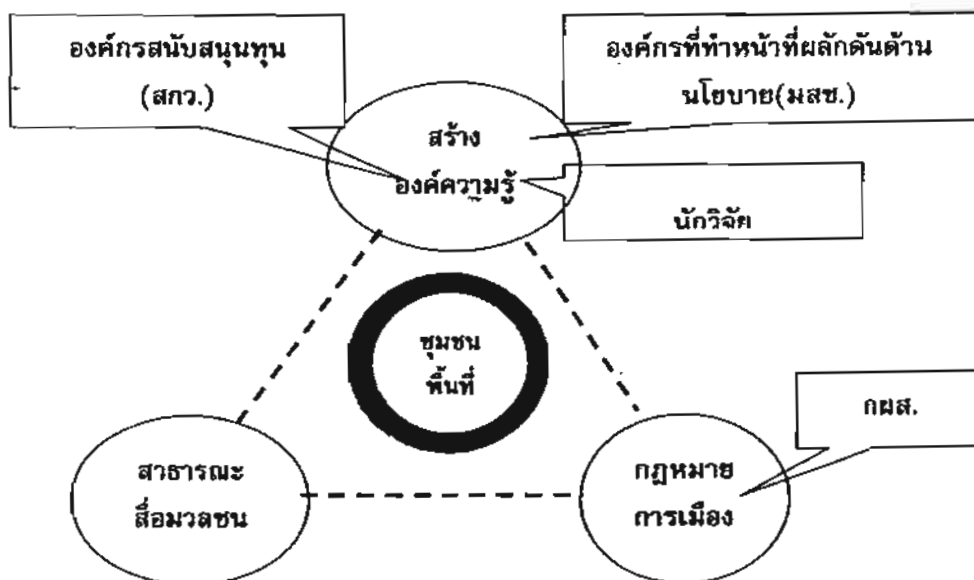 องค์กรสนับสนุนทุน
(สกว.)
องค์กรที่ทำหน้าที่ผลักดันด้าน
นโยบาย(มสช.)
สร้าง
องค์ความรู้
นักวิจัย
ชุมชน
พื้นที่
กผส.
สาธารณะ
สื่อมวลชน
กฎหมาย
การเมือง